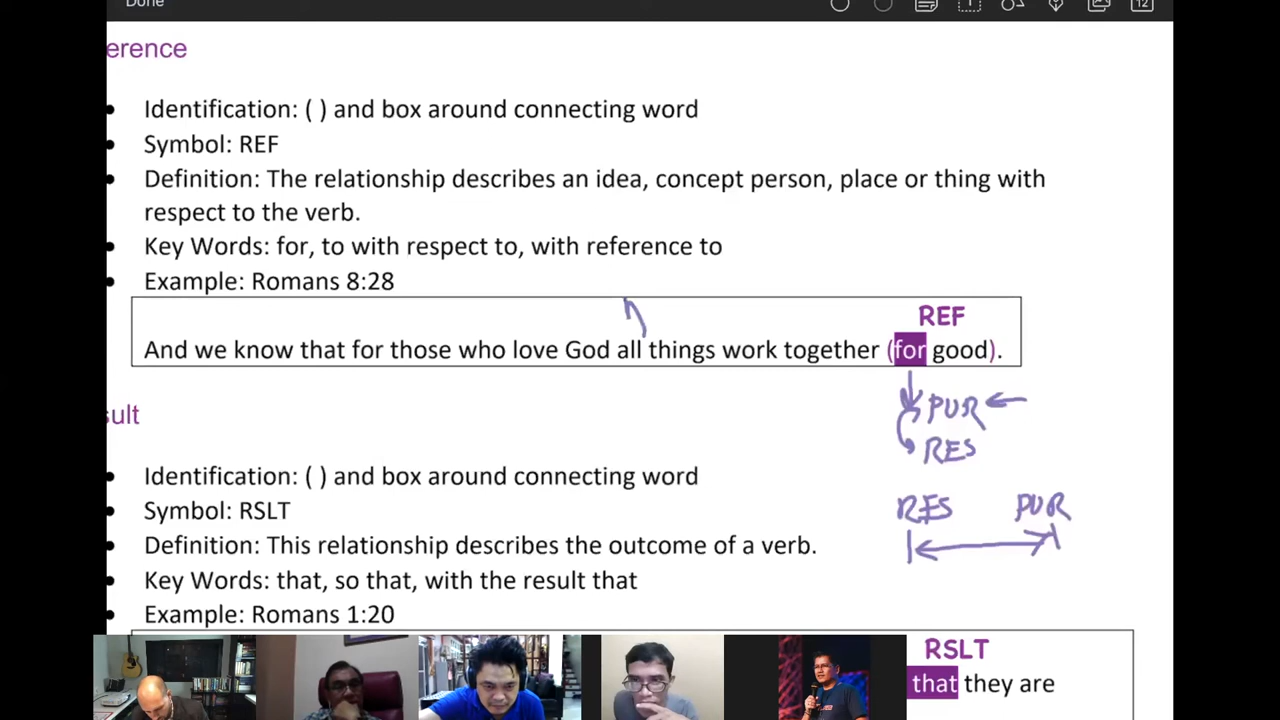 Done
12
erence
Identification: ( ) and box around connecting word
Symbol: REF
Definition: The relationship describes an idea, concept person, place or thing with
respect to the verb.
Key Words: for, to with respect to, with reference to
Example: Romans 8:28
REF
And we know that for those who love God all things work together (for good).
PUR
RES
RES PUR
sult
Identification: ( ) and box around connecting word
Symbol: RSLT
Definition: This relationship describes the outcome of a verb.
Key Words: that, so that, with the result that
Example: Romans 1:20
RSLT
that they are